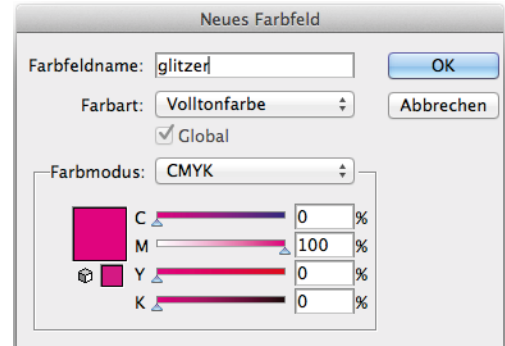 Neues Farbfeld
Farbfeldname: glitzer
OK
Farbart: Volltonfarbe
Abbrechen
Global
Farbmodus: CMYK
C 0 %
M 100 %
Y 0 %
K 0 %